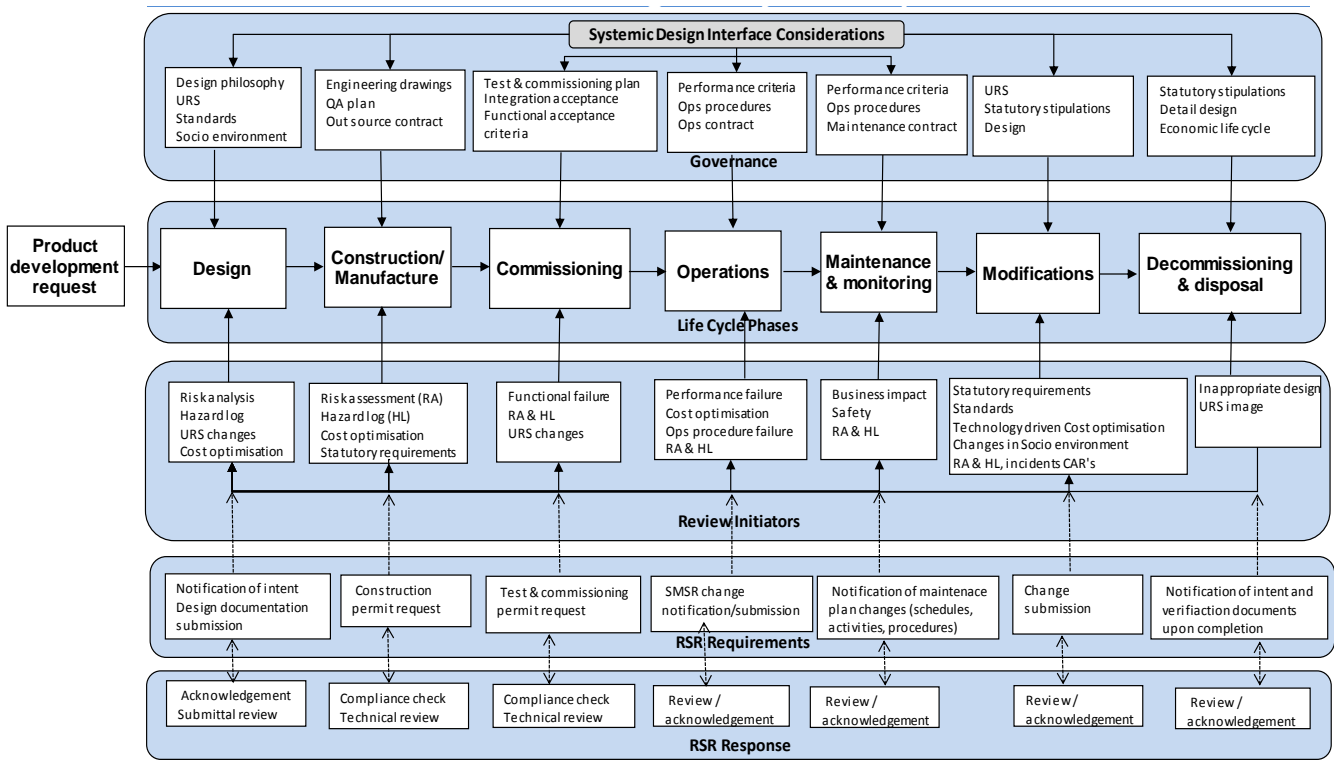 Systemic Design Interface Considerations
Design philosophy
URS
Standards
Socio environment
Engineering drawings
QA plan
Out source contract
Test & commissioning plan
Integration acceptance
Functional acceptance
criteria
Performance criteria
Ops procedures
Ops contract
Performance criteria
Ops procedures
Maintenance contract
URS
Statutory stipulations
Design
Statutory stipulations
Detail design
Economic life cycle
Governance
Product
development
request
Design
Construction/
Manufacture
Commissioning
Operations
Maintenance
& monitoring
Modifications
Decommissioning
& disposal
Life Cycle Phases
Risk analysis
Hazard log
URS changes
Cost optimisation
Risk assessment (RA)
Hazard log (HL)
Cost optimisation
Statutory requirements
Functional failure
RA & HL
URS changes
Performance failure
Cost optimisation
Ops procedure failure
RA & HL
Business impact
Safety
RA & HL
Statutory requirements
Standards
Technology driven Cost optimisation
Changes in Socio environment
RA & HL, incidents CAR's
Inappropriate design
URS image
Review Initiators
Notification of intent
Design documentation
submission
Construction
permit request
Test & commissioning
permit request
SMSR change
notification/submission
Notification of maintenace
plan changes (schedules,
activities, procedures)
Change
submission
Notification of intent and
verifiaction documents
upon completion
RSR Requirements
Acknowledgement
Submittal review
Compliance check
Technical review
Compliance check
Technical review
Review /
acknowledgement
Review /
acknowledgement
Review /
acknowledgement
Review /
acknowledgement
RSR Response